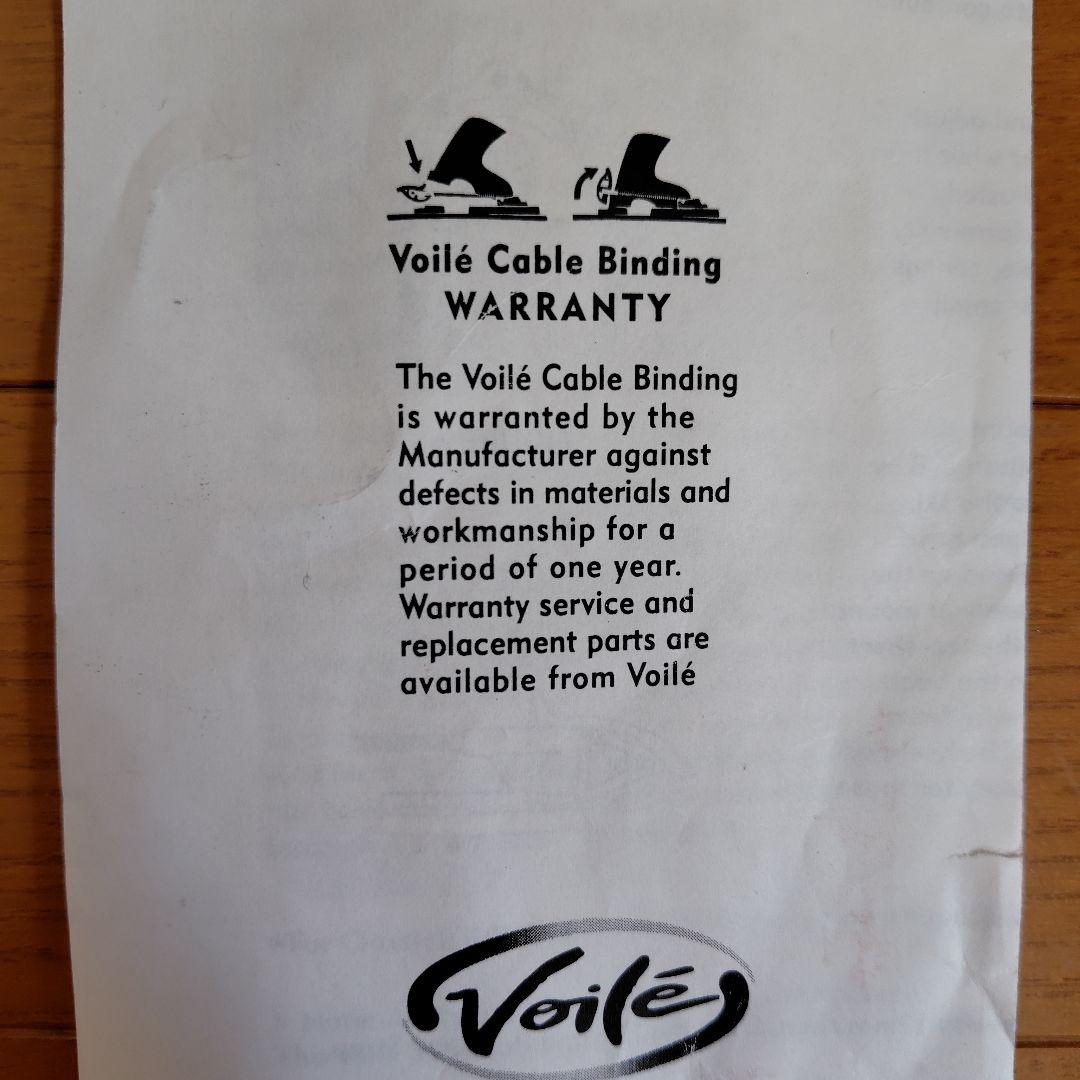 Voilé Cable Binding
WARRANTY
The Voilé Cable Binding
is warranted by the
Manufacturer against
defects in materials and
workmanship for a
period of one year.
Warranty service and
replacement parts are
available from Voilé
Voilé